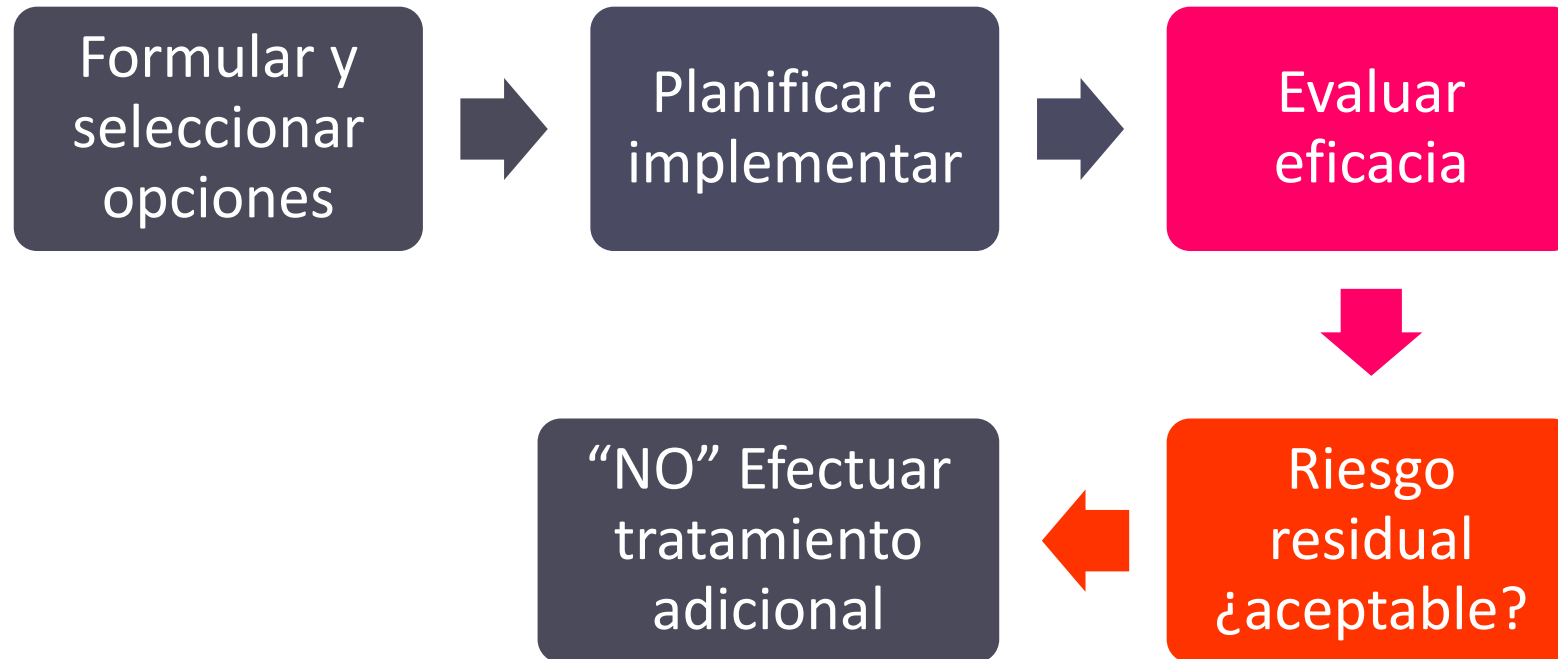 Formular y
seleccionar
opciones
Planificar e
implementar
Evaluar
eficacia
“NO” Efectuar
tratamiento
adicional
Riesgo
residual
¿aceptable?